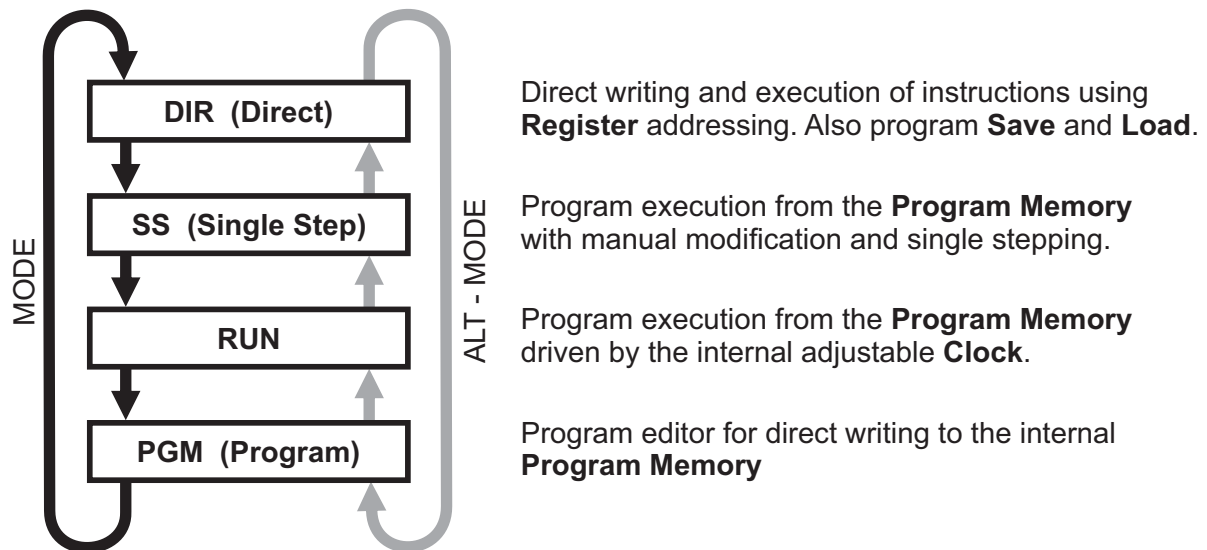 DIR (Direct)
Direct writing and execution of instructions using
Register addressing. Also program Save and Load.
SS (Single Step)
Program execution from the Program Memory
with manual modification and single stepping.
MODE
ALT - MODE
RUN
Program execution from the Program Memory
driven by the internal adjustable Clock.
PGM (Program)
Program editor for direct writing to the internal
Program Memory